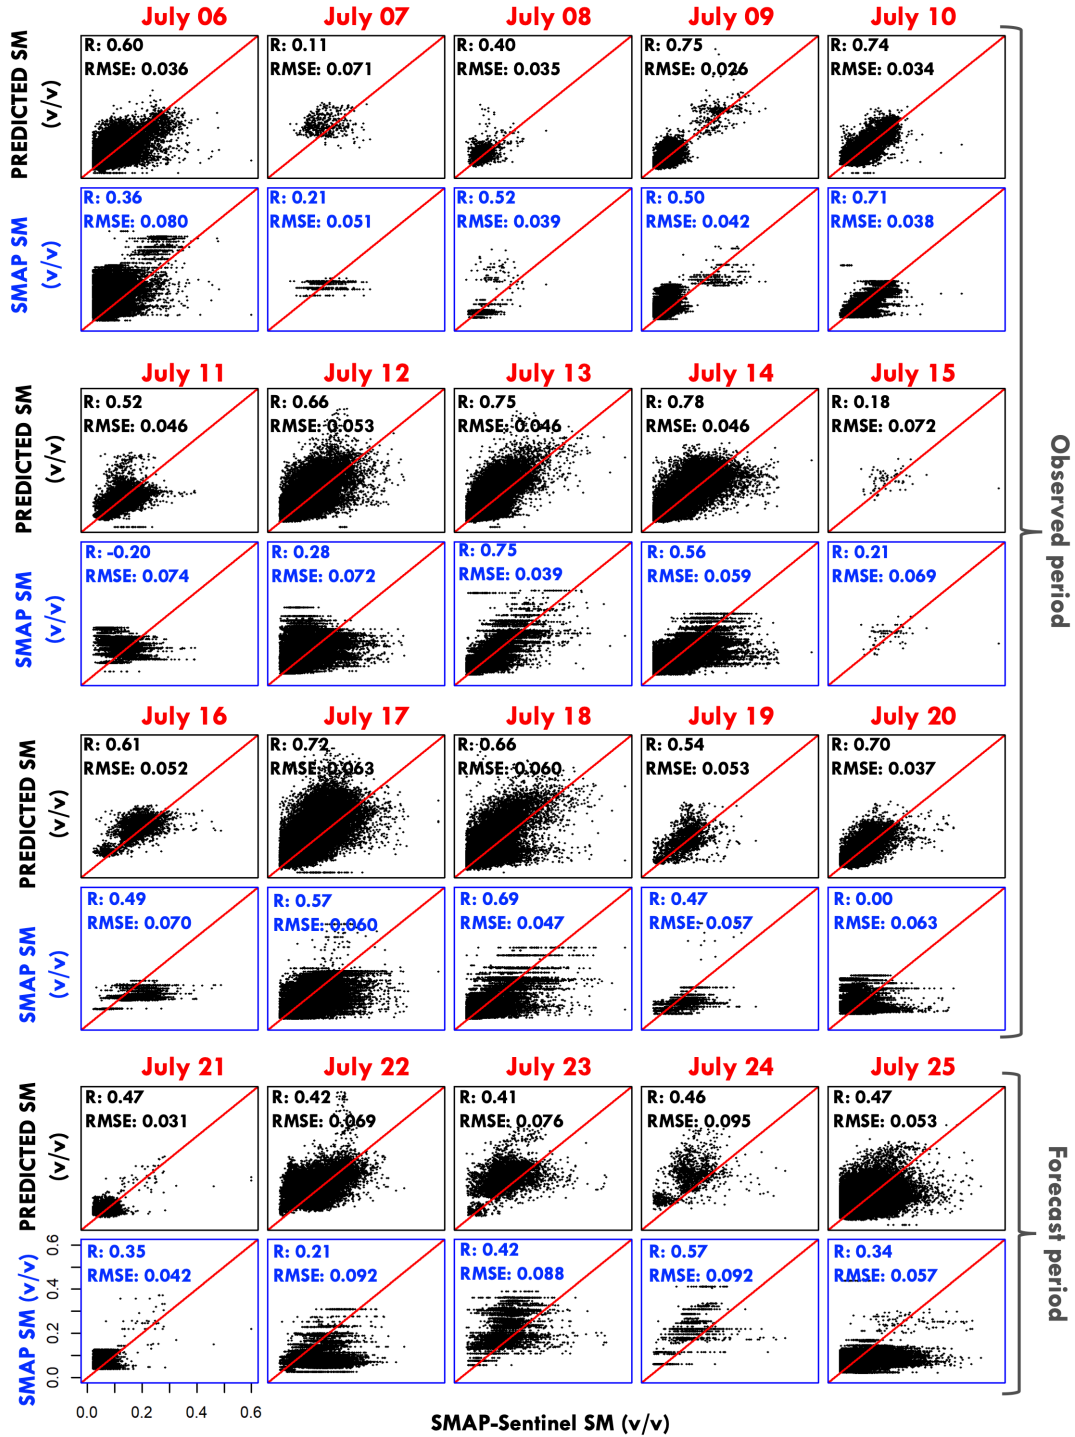 July 06 July 07 July 08 July 09 July 10
PREDICTED SM
(v/v)
R: 0.60
RMSE: 0.036
R: 0.11
RMSE: 0.071
R: 0.40
RMSE: 0.035
R: 0.75
RMSE: 0.026
R: 0.74
RMSE: 0.034
SMAP SM
(v/v)
R: 0.36
RMSE: 0.080
R: 0.21
RMSE: 0.051
R: 0.52
RMSE: 0.039
R: 0.50
RMSE: 0.042
R: 0.71
RMSE: 0.038
July 11 July 12 July 13 July 14 July 15
PREDICTED SM
(v/v)
R: 0.52
RMSE: 0.046
R: 0.66
RMSE: 0.053
R: 0.75
RMSE: 0.046
R: 0.78
RMSE: 0.046
R: 0.18
RMSE: 0.072
SMAP SM
(v/v)
R: -0.20
RMSE: 0.074
R: 0.28
RMSE: 0.072
R: 0.75
RMSE: 0.039
R: 0.56
RMSE: 0.059
R: 0.21
RMSE: 0.069
July 16 July 17 July 18 July 19 July 20
PREDICTED SM
(v/v)
R: 0.61
RMSE: 0.052
R: 0.72
RMSE: 0.063
R: 0.66
RMSE: 0.060
R: 0.54
RMSE: 0.053
R: 0.70
RMSE: 0.037
SMAP SM
(v/v)
R: 0.49
RMSE: 0.070
R: 0.57
RMSE: 0.060
R: 0.69
RMSE: 0.047
R: 0.47
RMSE: 0.057
R: 0.00
RMSE: 0.063
Observed period
July 21 July 22 July 23 July 24 July 25
PREDICTED SM
(v/v)
R: 0.47
RMSE: 0.031
R: 0.42
RMSE: 0.069
R: 0.41
RMSE: 0.076
R: 0.46
RMSE: 0.095
R: 0.47
RMSE: 0.053
SMAP SM (v/v)
0.6
0.4
0.2
0.0
R: 0.35
RMSE: 0.042
R: 0.21
RMSE: 0.092
R: 0.42
RMSE: 0.088
R: 0.57
RMSE: 0.092
R: 0.34
RMSE: 0.057
Forecast period
0.0 0.2 0.4 0.6
SMAP-Sentinel SM (v/v)